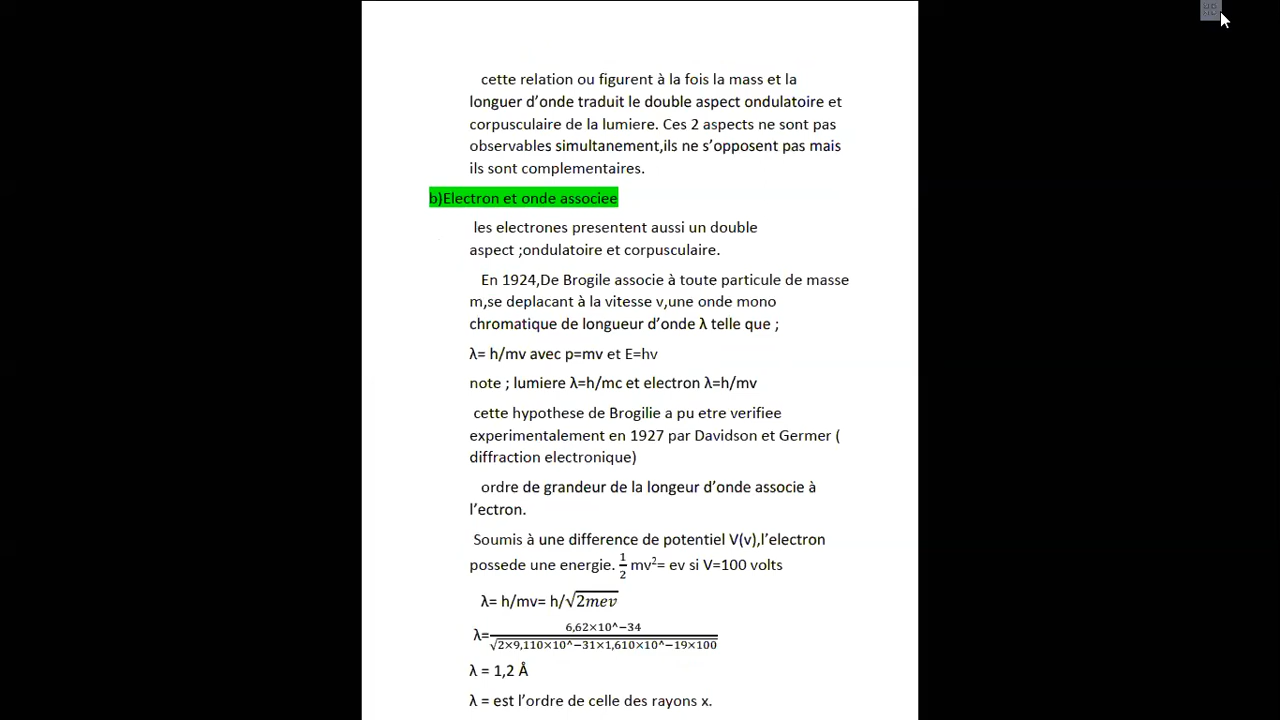 cette relation ou figurent à la fois la mass et la
longuer d’onde traduit le double aspect ondulatoire et
corpusculaire de la lumiere. Ces 2 aspects ne sont pas
observables simultanement,ils ne s’opposent pas mais
ils sont complementaires.
b)Electron et onde associee
les electrones presentent aussi un double
aspect ;ondulatoire et corpusculaire.
En 1924,De Brogile associe à toute particule de masse
m,se deplacant à la vitesse v,une onde mono
chromatique de longueur d’onde λ telle que ;
λ= h/mv avec p=mv et E=hv
note ; lumiere λ=h/mc et electron λ=h/mv
cette hypothese de Brogilie a pu etre verifiee
experimentalement en 1927 par Davidson et Germer (
diffraction electronique)
ordre de grandeur de la longeur d’onde associe à
l’ectron.
Soumis à une difference de potentiel V(v),l’electron
possede une energie. 1/2 mv²= ev si V=100 volts
λ= h/mv= h/√2mev
λ= 6,62×10^−34 / √2×9,110×10^−31×1,610×10^−19×100
λ = 1,2 Å
λ = est l’ordre de celle des rayons x.